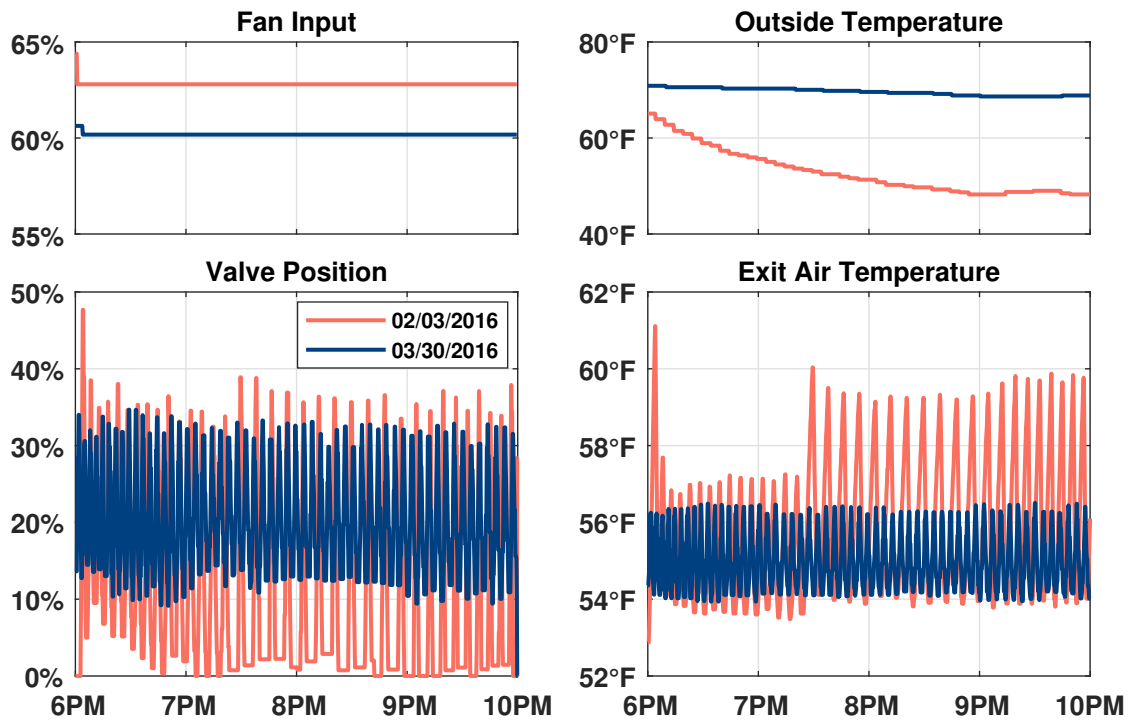 Fan Input
65%
60%
55%
Outside Temperature
80°F
60°F
40°F
Valve Position
50%
40%
30%
20%
10%
0%
6PM 7PM 8PM 9PM 10PM
02/03/2016
03/30/2016
Exit Air Temperature
62°F
60°F
58°F
56°F
54°F
52°F
6PM 7PM 8PM 9PM 10PM